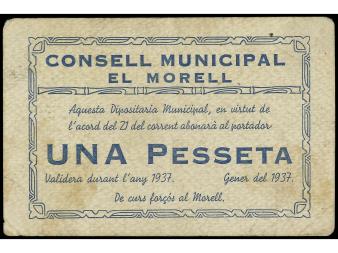 CONSELL MUNICIPAL
EL MORELL
Aquesta Dipositaria Municipal, en virtut de
l'acord del 21 del corrent abonarà al portador
UNA PESSETA
Validera durant l'any 1937. Gener del 1937.
De curs forçós al Morell.